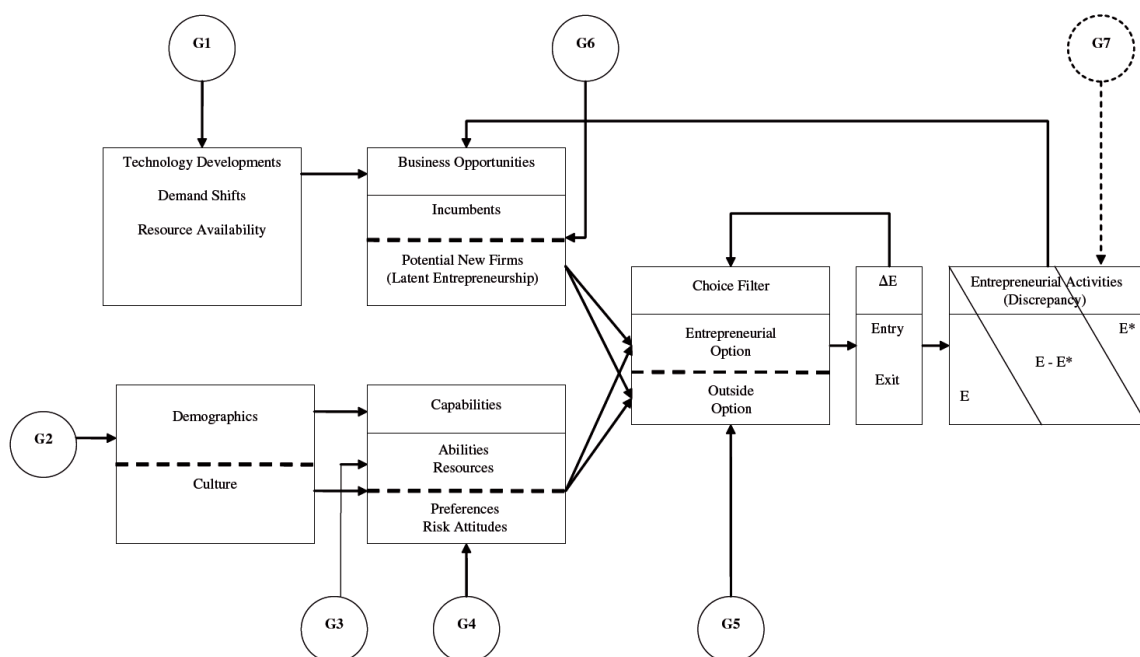 G1
G6
G7
Technology Developments
Demand Shifts
Resource Availability
Business Opportunities
Incumbents
Potential New Firms
(Latent Entrepreneurship)
Choice Filter
Entrepreneurial
Option
Outside
Option
ΔE
Entry
Exit
Entrepreneurial Activities
(Discrepancy)
E*
E - E*
E
G2
Demographics
Culture
Capabilities
Abilities
Resources
Preferences
Risk Attitudes
G3
G4
G5